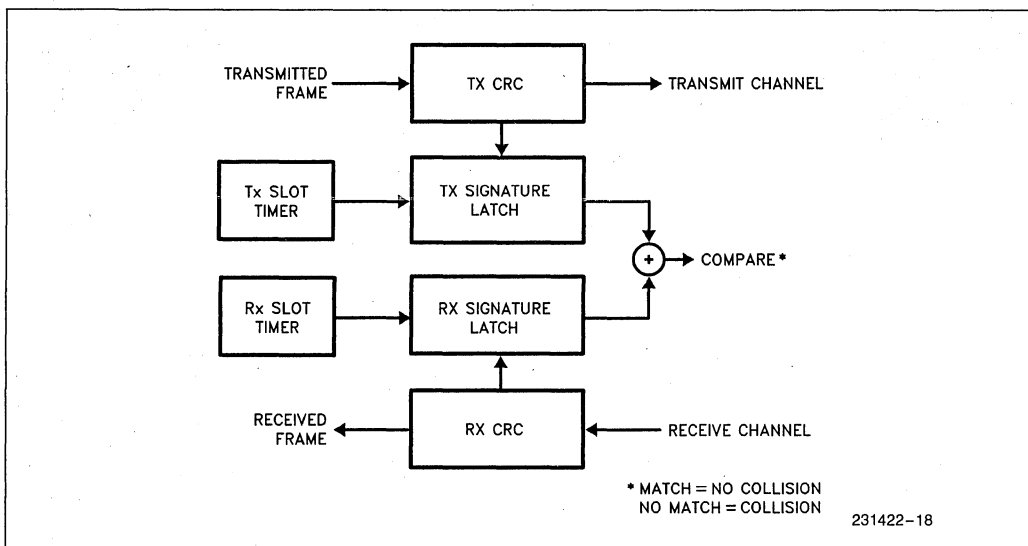 TRANSMITTED
FRAME
TX CRC
TRANSMIT CHANNEL
Tx SLOT
TIMER
TX SIGNATURE
LATCH
+
COMPARE*
Rx SLOT
TIMER
RX SIGNATURE
LATCH
RECEIVED
FRAME
RX CRC
RECEIVE CHANNEL
* MATCH = NO COLLISION
NO MATCH = COLLISION
231422-18